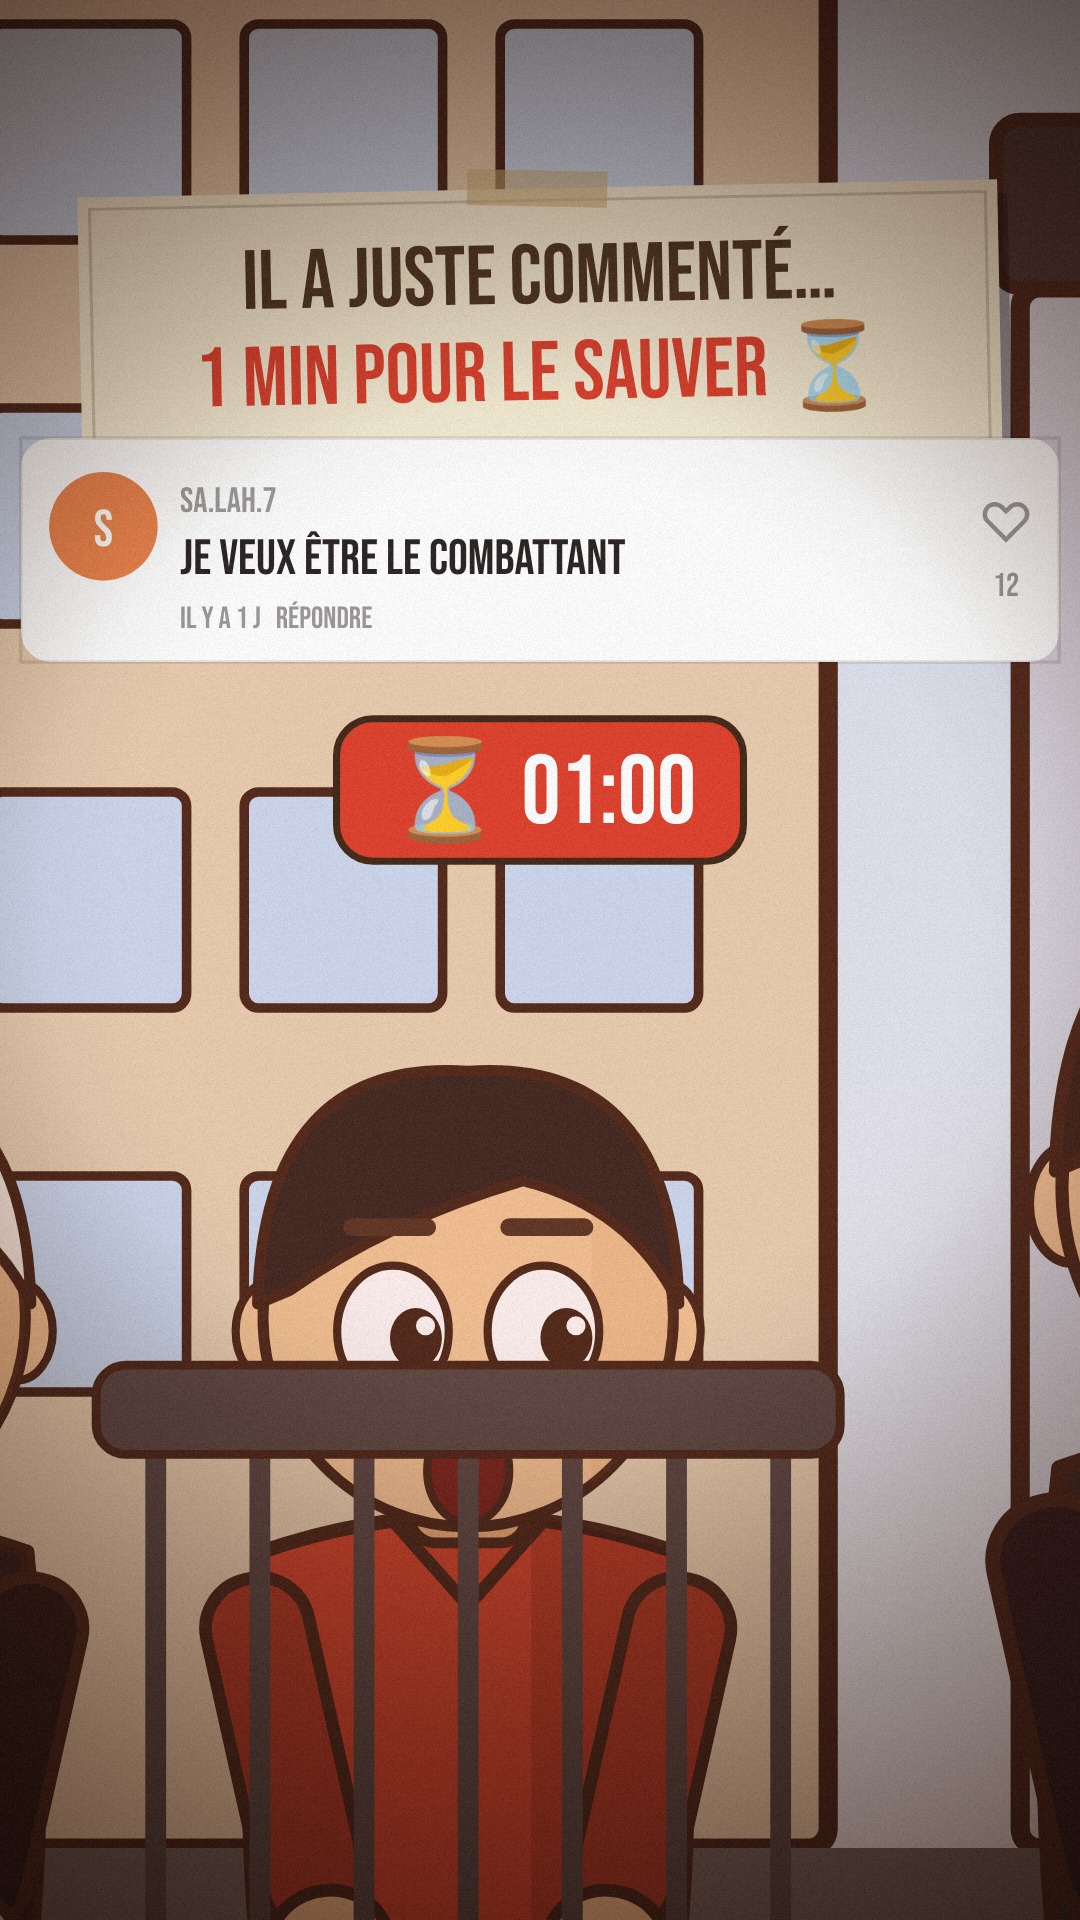 IL A JUSTE COMMENTÉ...
1 MIN POUR LE SAUVER ⏳
S
SA.LAH.7
JE VEUX ÊTRE LE COMBATTANT
12
IL Y A 1 J RÉPONDRE
⏳ 01:00